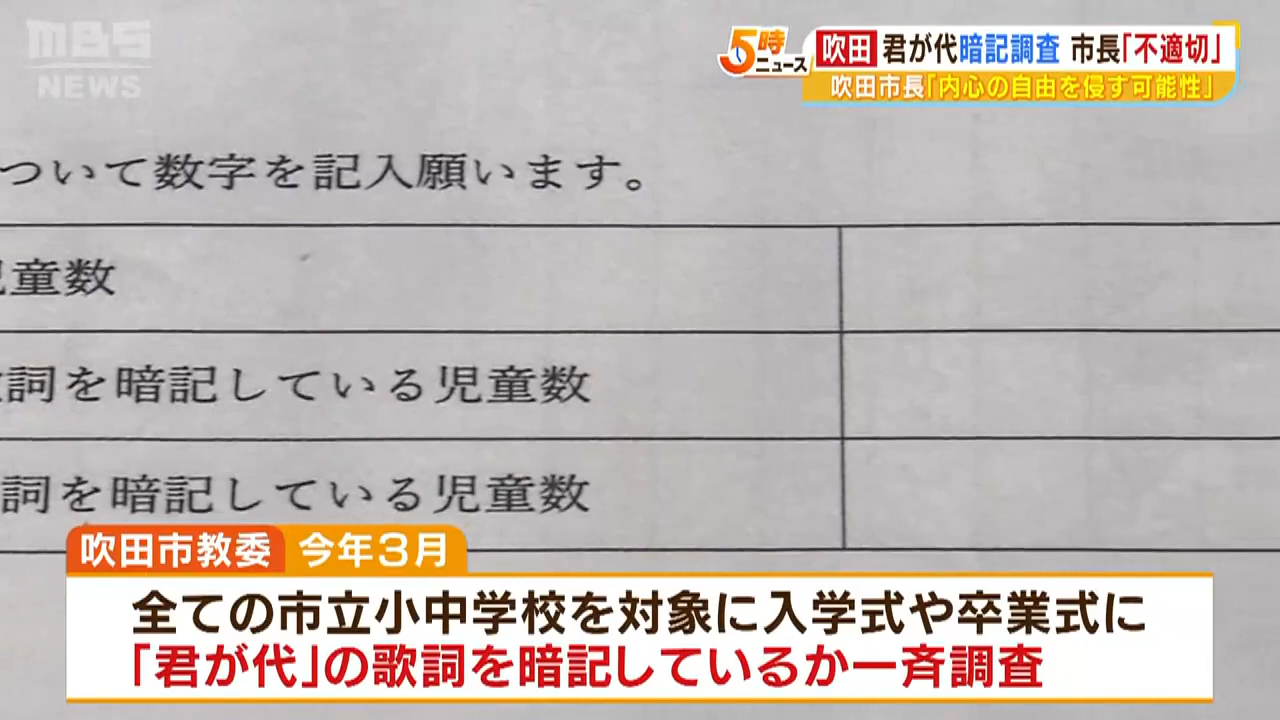 MBS
NEWS
5時
ニュース
吹田 君が代暗記調査 市長「不適切」
吹田市長「内心の自由を侵す可能性」
ついて数字を記入願います。
童数
詞を暗記している児童数
詞を暗記している児童数
吹田市教委 今年3月
全ての市立小中学校を対象に入学式や卒業式に
「君が代」の歌詞を暗記しているか一斉調査